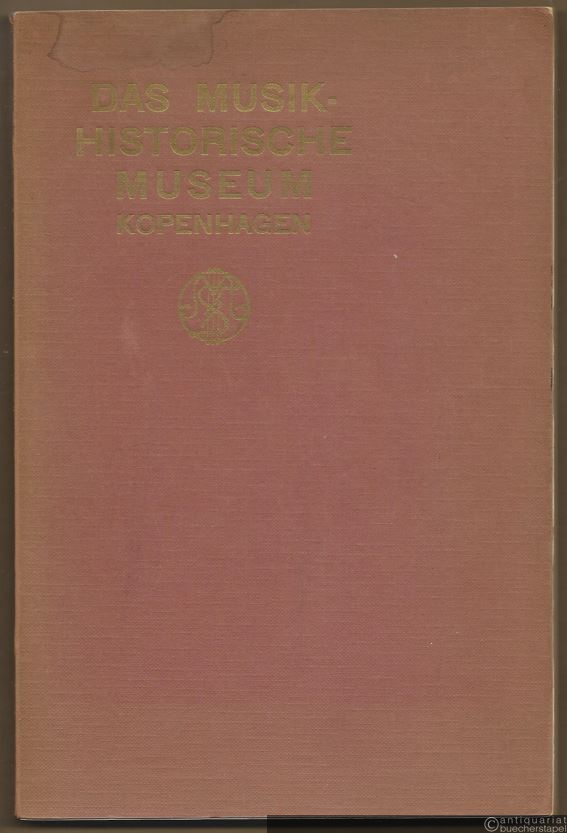 DAS MUSIK-
HISTORISCHE
MUSEUM
KOPENHAGEN
© antiquariat
buecherstapel